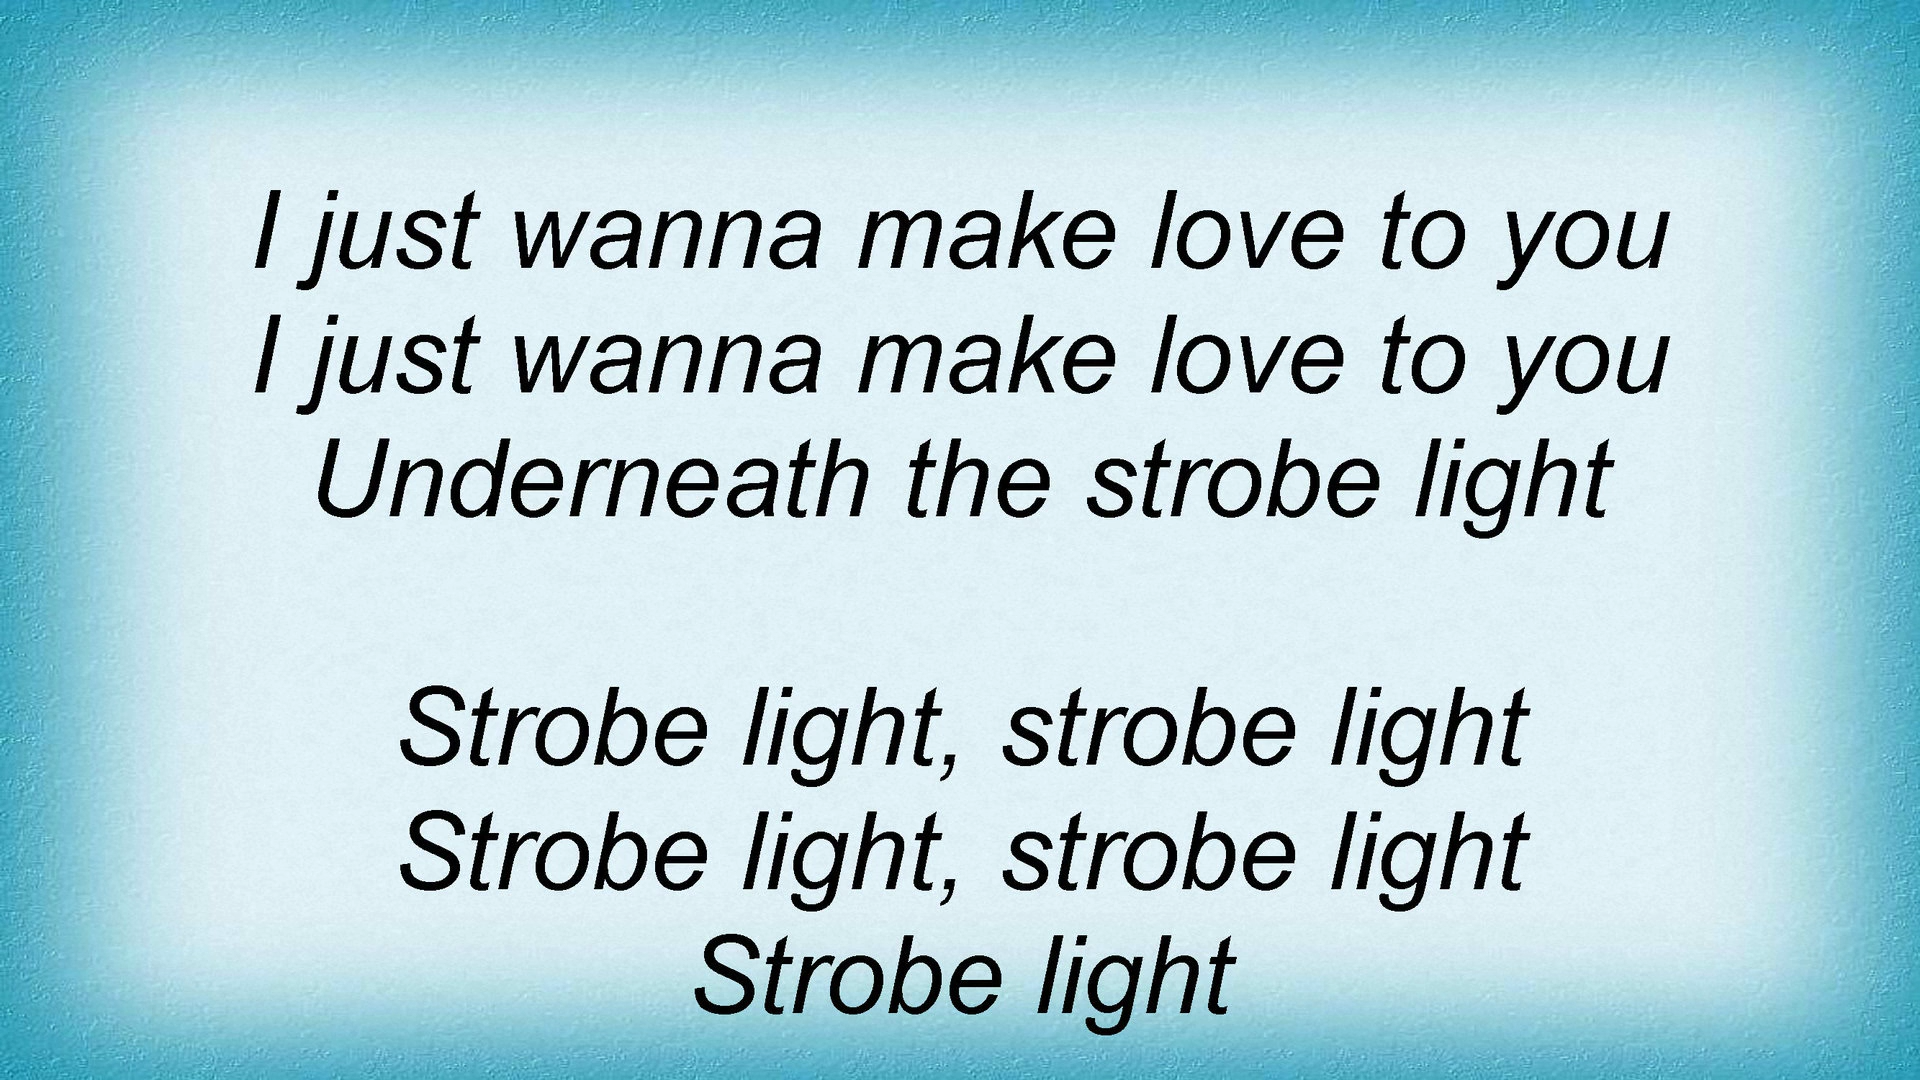 I just wanna make love to you
I just wanna make love to you
Underneath the strobe light
Strobe light, strobe light
Strobe light, strobe light
Strobe light